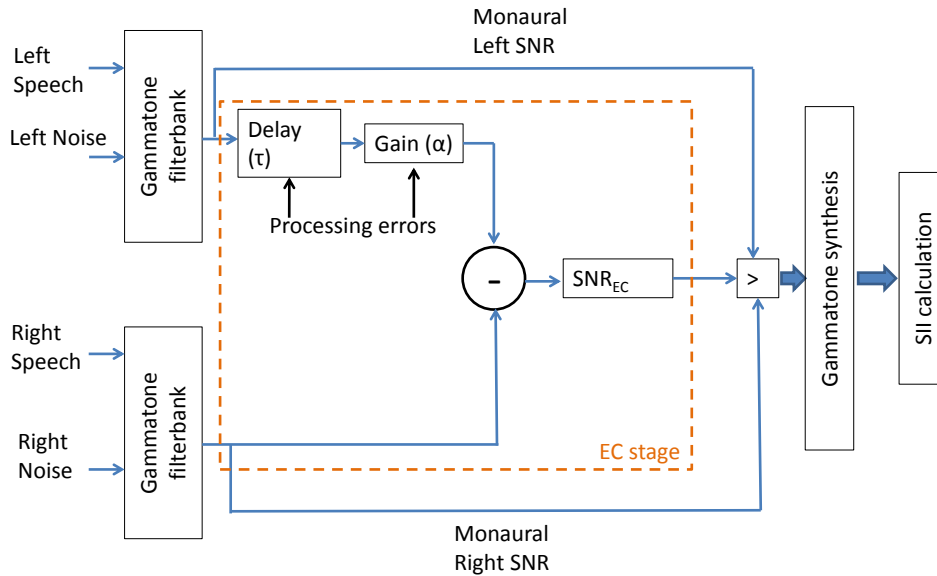 Monaural
Left SNR
Left
Speech
Left Noise
Gammatone
filterbank
Delay
(τ)
Gain (α)
Processing errors
-
SNR_EC
>
Gammatone synthesis
SII calculation
Right
Speech
Right
Noise
Gammatone
filterbank
EC stage
Monaural
Right SNR